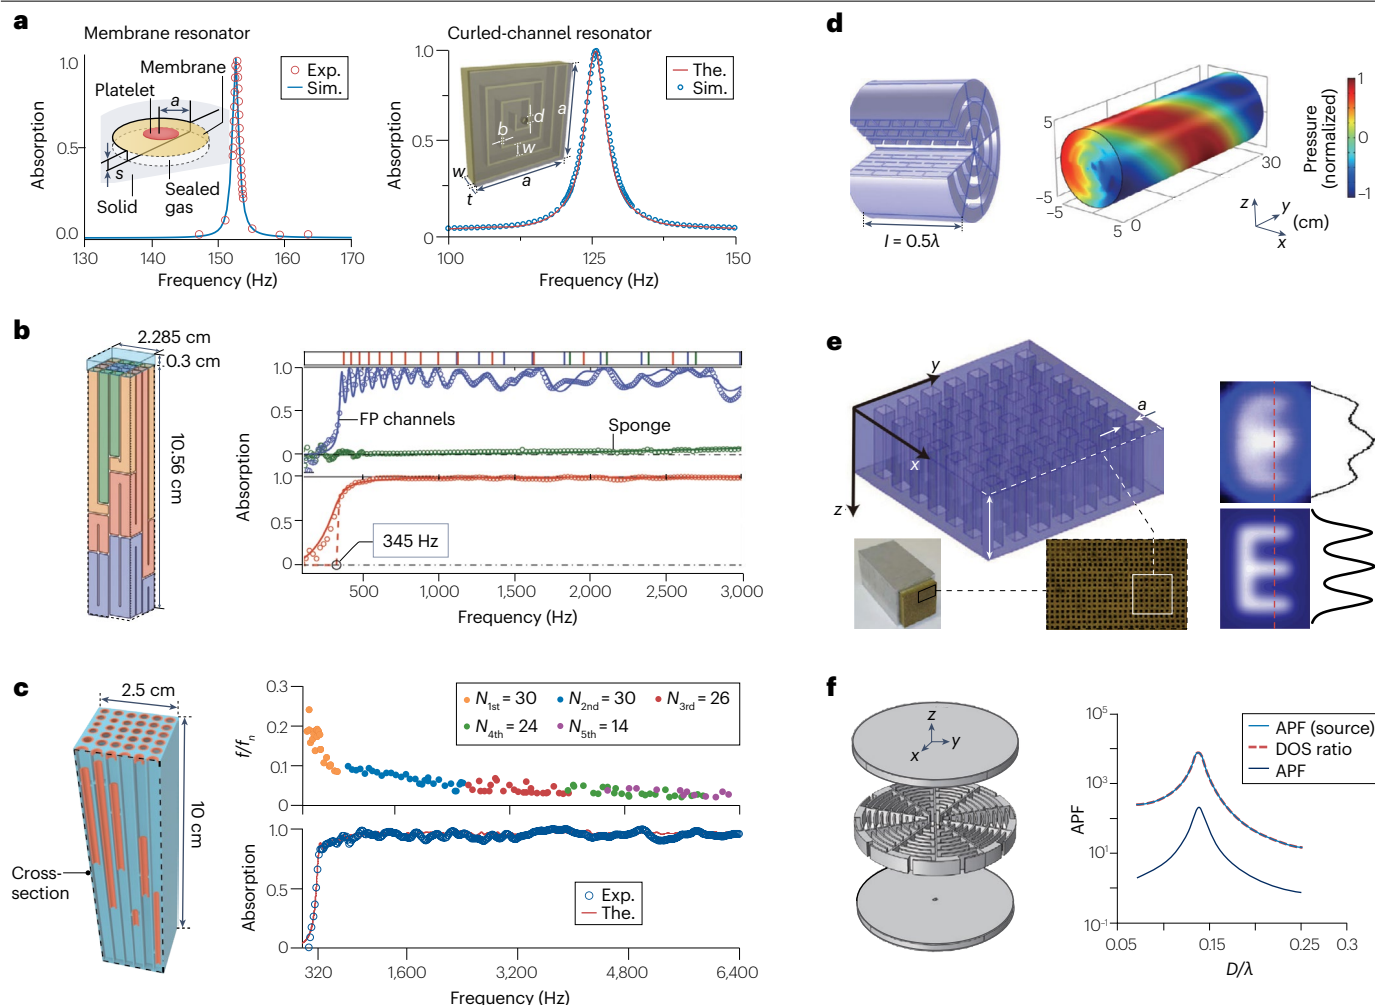 a
Membrane resonator
Absorption
1.0
0.5
0.0
Platelet
Membrane
a
s
Solid
Sealed
gas
Exp.
Sim.
130
140
150
160
170
Frequency (Hz)
Curled-channel resonator
Absorption
1.0
0.5
0
a
b
d
w
w
t
a
The.
Sim.
100
125
150
Frequency (Hz)
b
2.285 cm
0.3 cm
10.56 cm
Absorption
1.0
0.5
0
1.0
0.5
0
FP channels
Sponge
345 Hz
500
1,000
1,500
2,000
2,500
3,000
Frequency (Hz)
c
2.5 cm
10 cm
Cross-
section
f/fn
0.3
0.2
0.1
0
N1st = 30
N2nd = 30
N3rd = 26
N4th = 24
N5th = 14
Absorption
1.0
0.5
0
Exp.
The.
320
1,600
3,200
4,800
6,400
Frequency (Hz)
d
l = 0.5λ
5
−5
−5
5
0
30
z
y
x
(cm)
Pressure
(normalized)
1
0
−1
e
y
x
z
a
f
z
x
y
APF
10^5
10^3
10^1
10^-1
APF (source)
DOS ratio
APF
0.05
0.15
0.25
0.3
D/λ